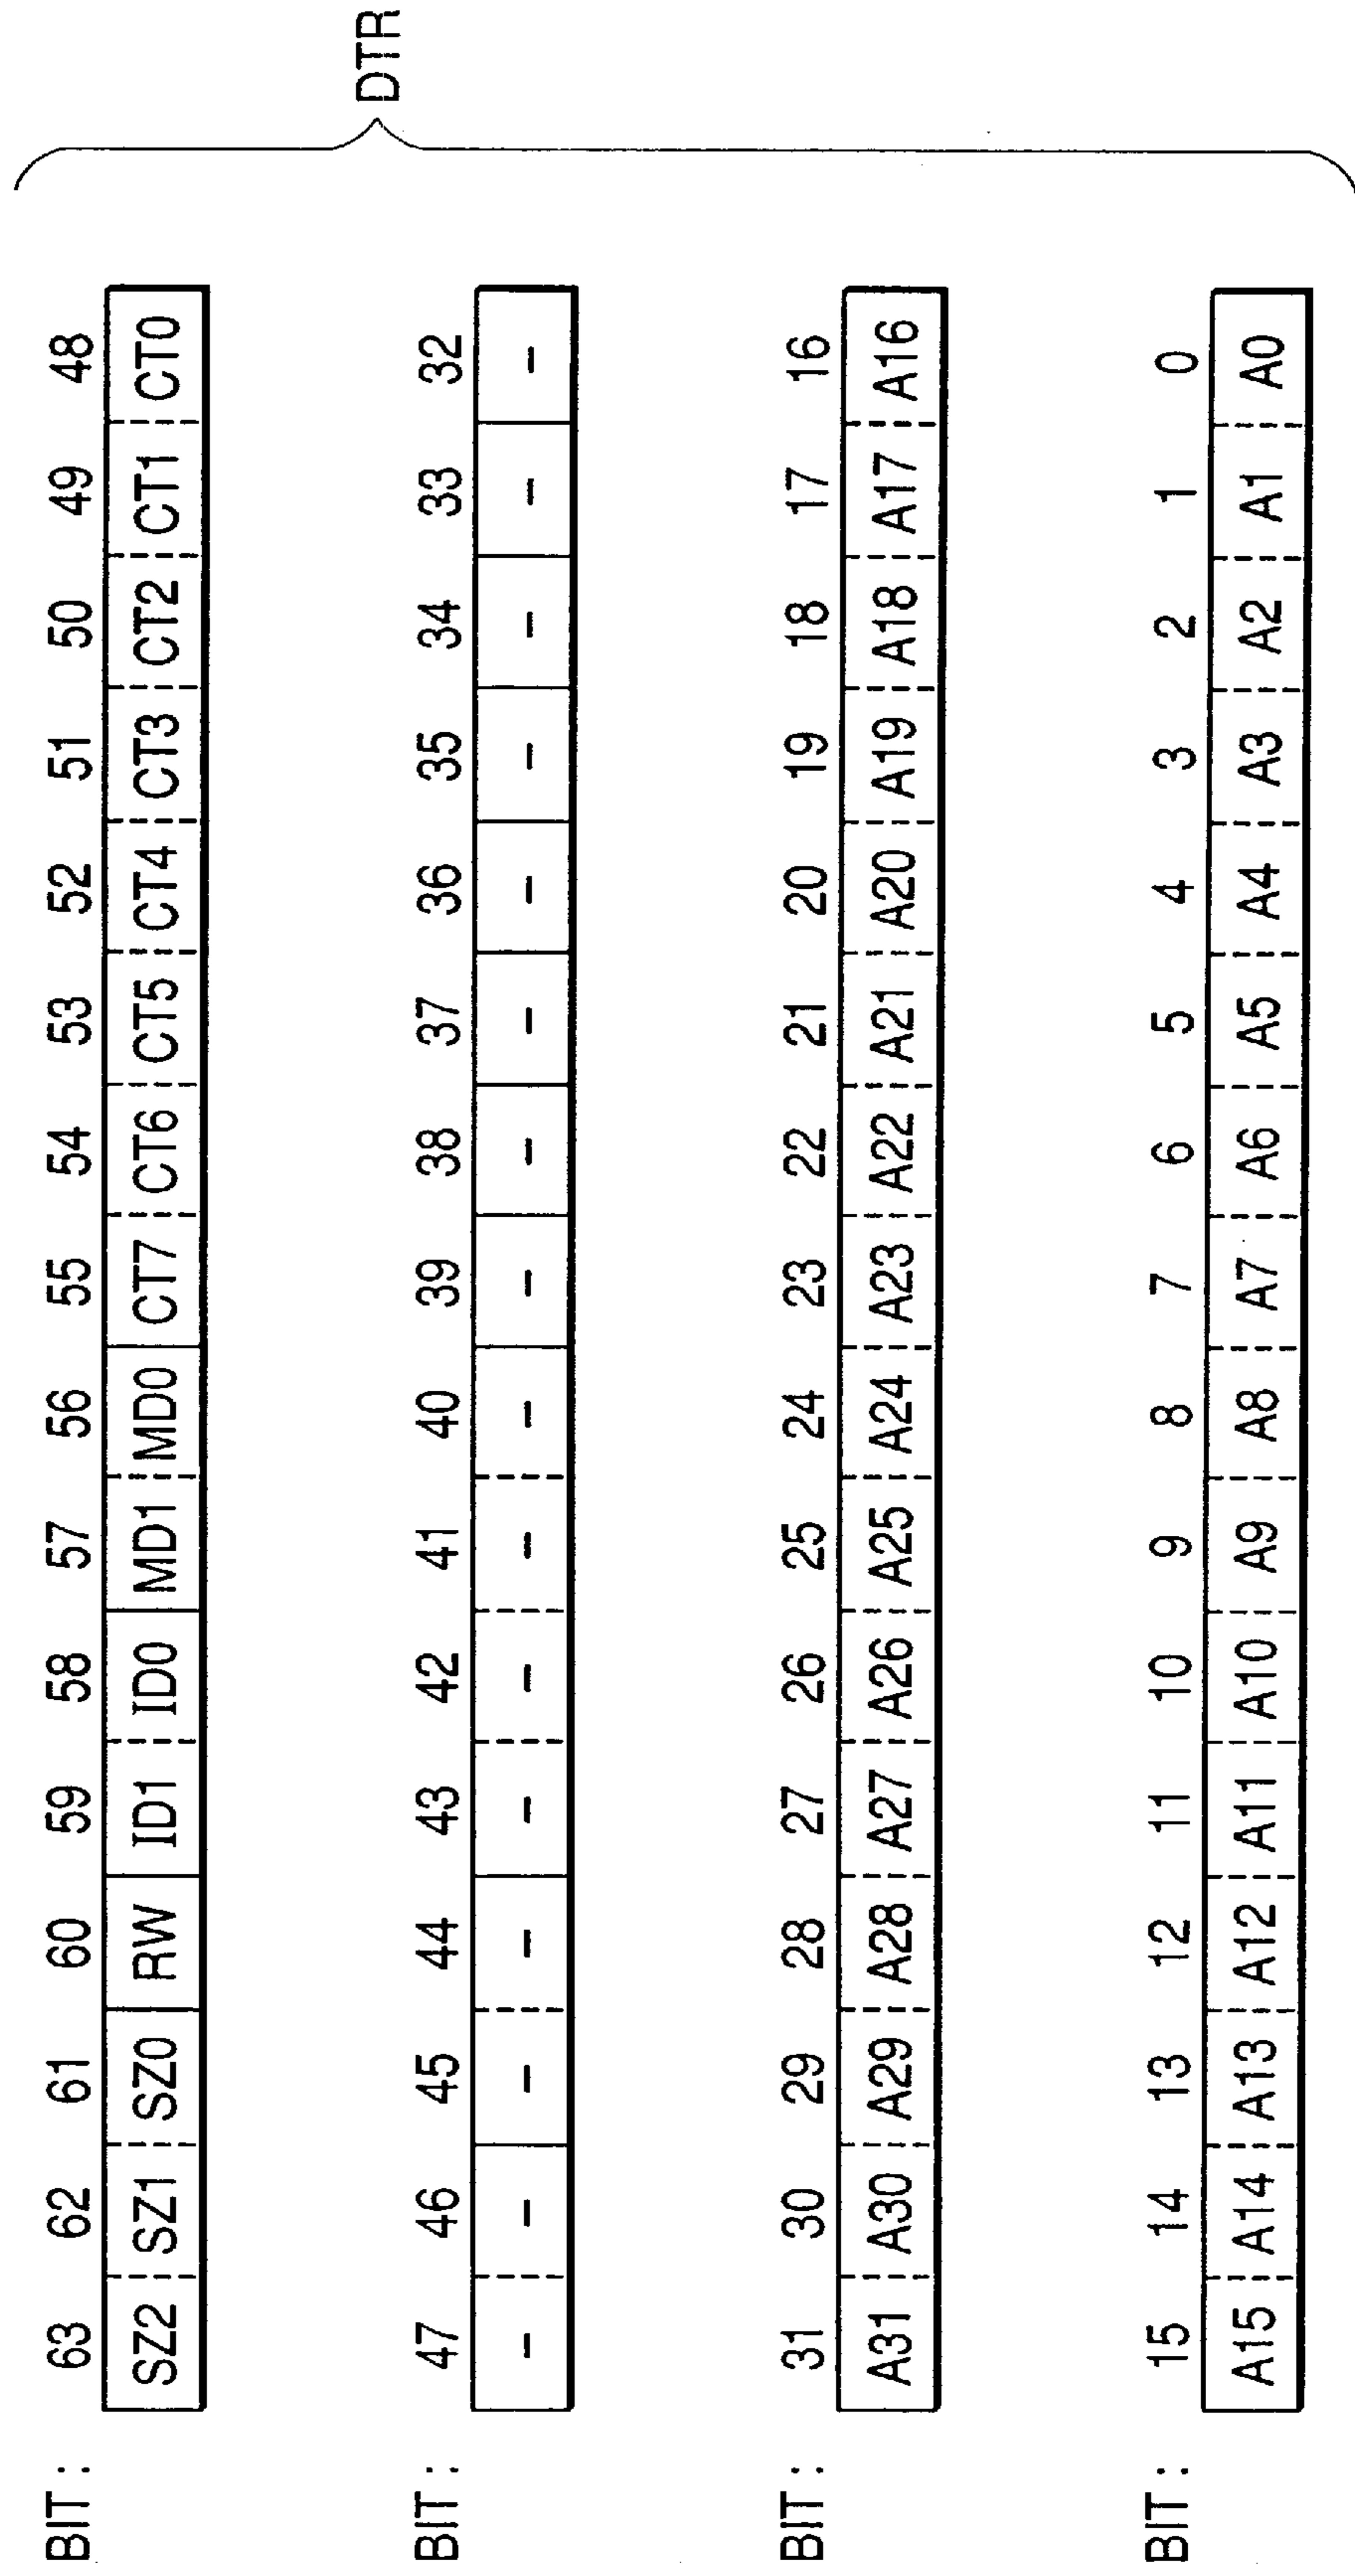 BIT : 63 62 61 60 59 58 57 56 55 54 53 52 51 50 49 48
SZ2 SZ1 SZ0 RW ID1 ID0 MD1 MD0 CT7 CT6 CT5 CT4 CT3 CT2 CT1 CT0
BIT : 47 46 45 44 43 42 41 40 39 38 37 36 35 34 33 32
– – – – – – – – – – – – – – – –
BIT : 31 30 29 28 27 26 25 24 23 22 21 20 19 18 17 16
A31 A30 A29 A28 A27 A26 A25 A24 A23 A22 A21 A20 A19 A18 A17 A16
BIT : 15 14 13 12 11 10 9 8 7 6 5 4 3 2 1 0
A15 A14 A13 A12 A11 A10 A9 A8 A7 A6 A5 A4 A3 A2 A1 A0
DTR